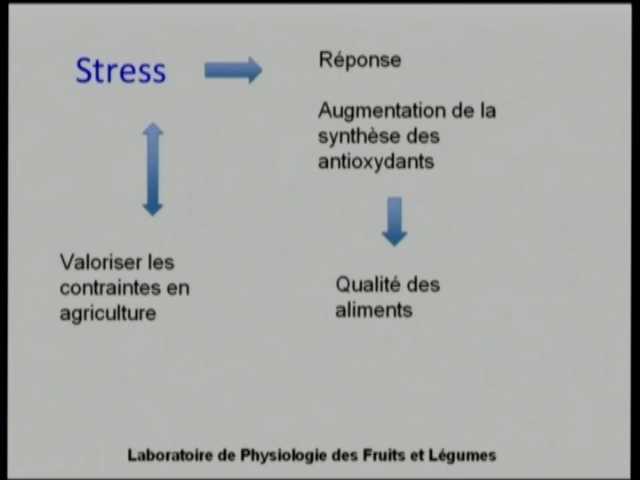 Stress
Réponse
Augmentation de la
synthèse des
antioxydants
Valoriser les
contraintes en
agriculture
Qualité des
aliments
Laboratoire de Physiologie des Fruits et Légumes